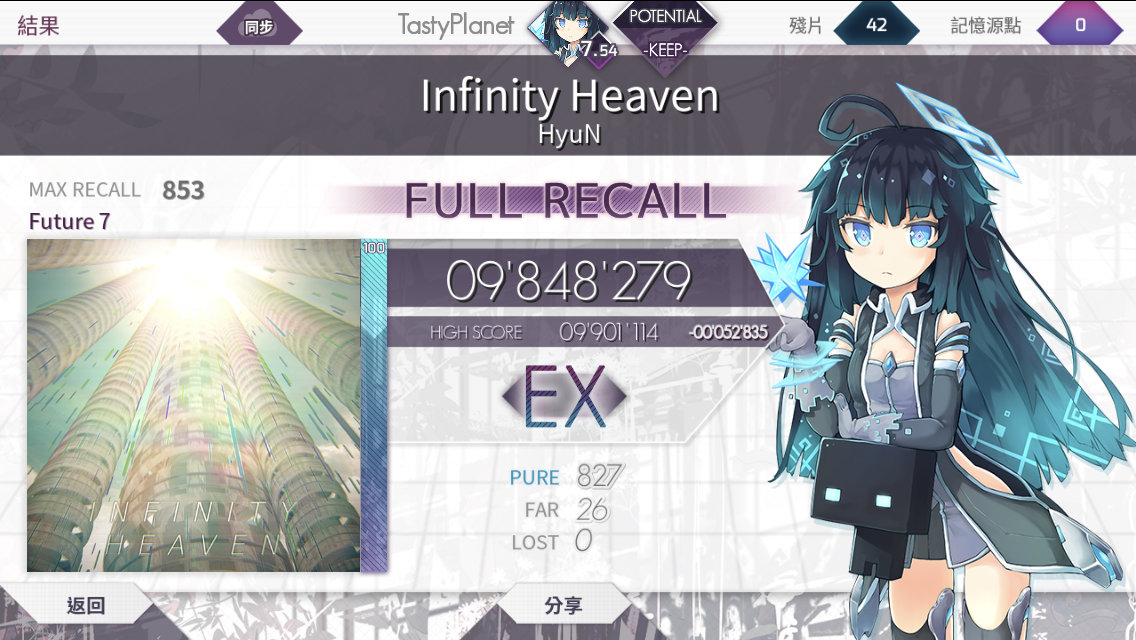 結果
同步
TastyPlanet
7.54
POTENTIAL
-KEEP-
殘片
42
記憶源點
0
Infinity Heaven
HyuN
MAX RECALL 853
Future 7
FULL RECALL
100
09'848'279
HIGH SCORE 09'901'114 -00'052'835
EX
PURE 827
FAR 26
LOST 0
INFINITY
HEAVEN
返回
分享